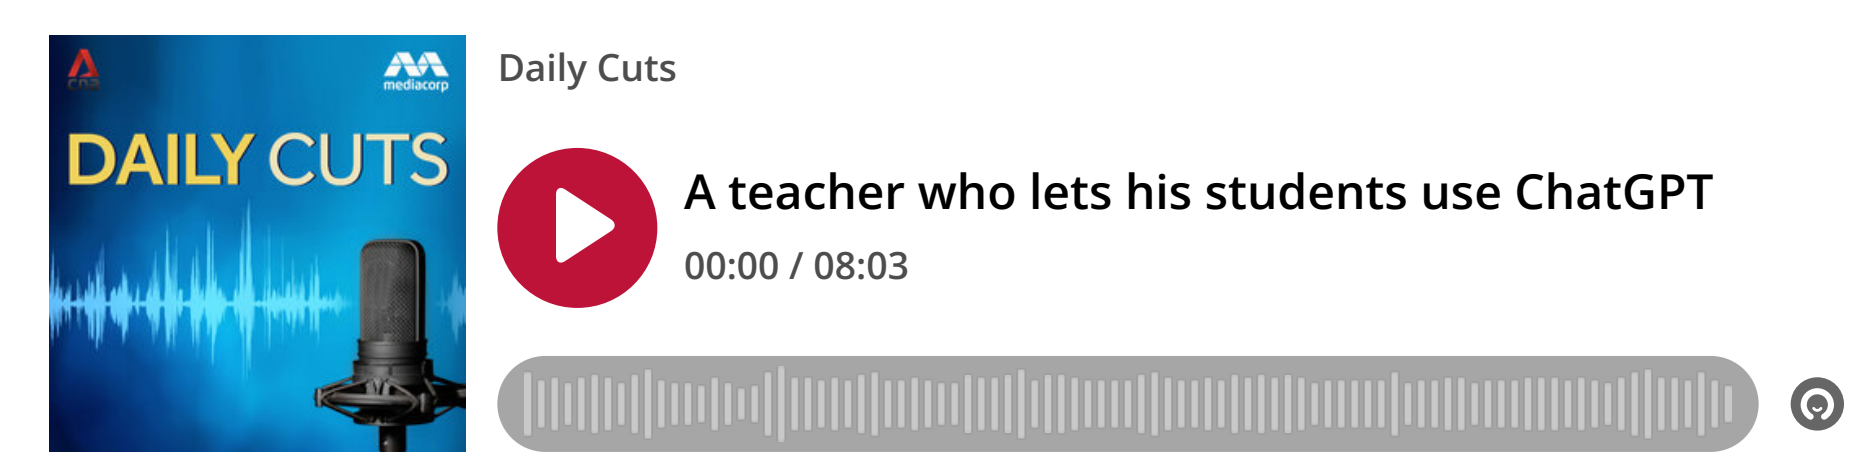 cna
mediacorp
DAILY CUTS
Daily Cuts
A teacher who lets his students use ChatGPT
00:00 / 08:03